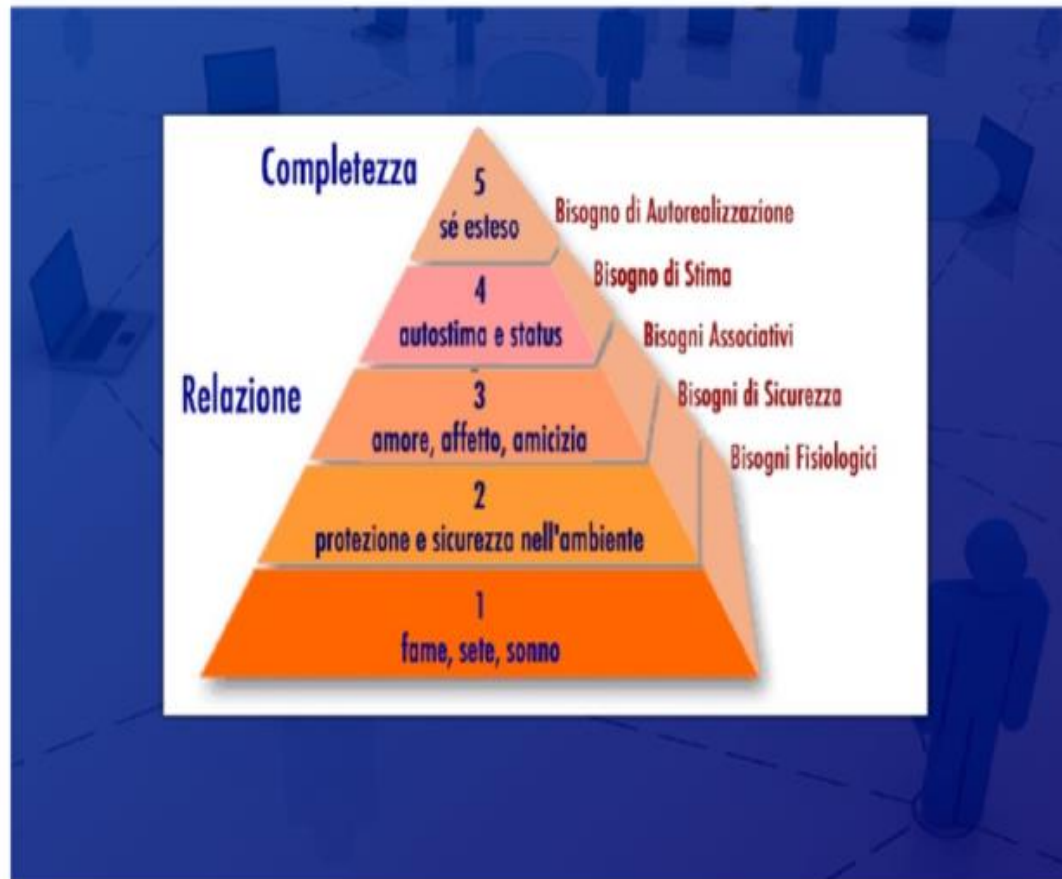 Completezza
5
sé esteso
Bisogno di Autorealizzazione
Bisogno di Stima
4
autostima e status
Bisogni Associativi
Relazione
3
amore, affetto, amicizia
Bisogni di Sicurezza
Bisogni Fisiologici
2
protezione e sicurezza nell'ambiente
1
fame, sete, sonno